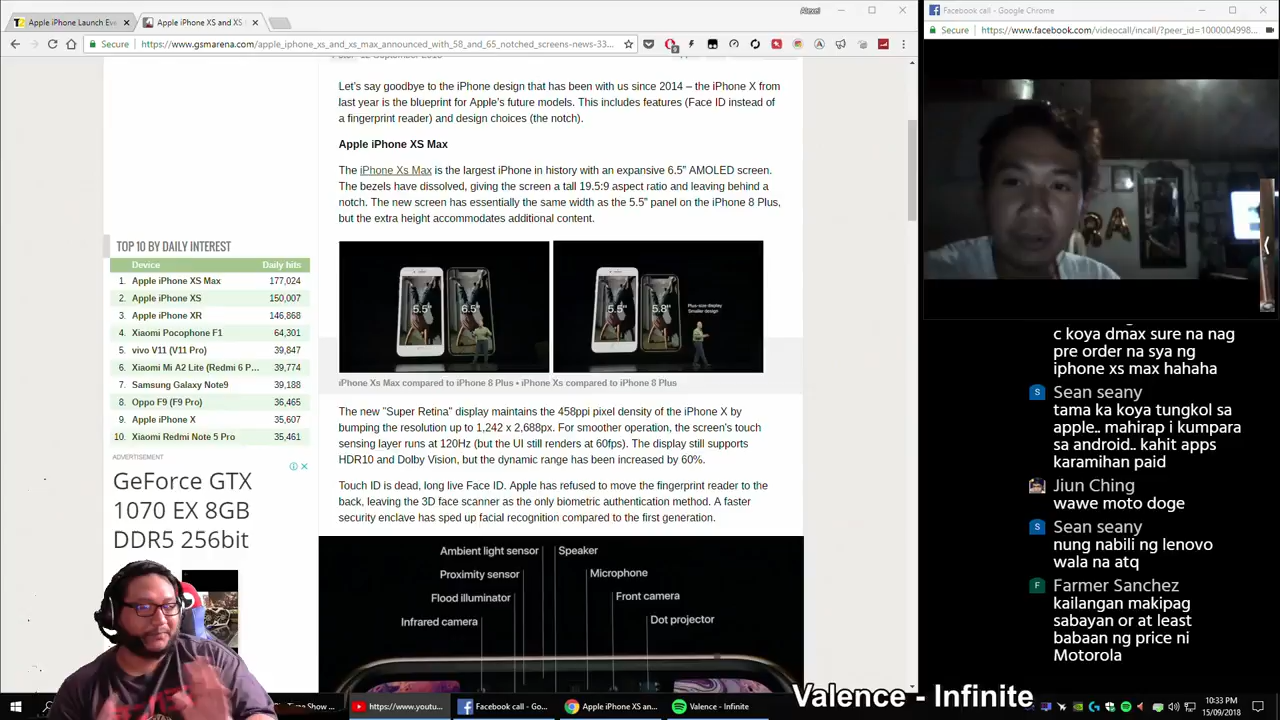 Apple iPhone Launch Eve
Apple iPhone XS and XS
Alexei
Facebook call - Google Chrome
Secure
https://www.gsmarena.com/apple_iphone_xs_and_xs_max_announced_with_58_and_65_notched_screens-news-33...
Secure
https://www.facebook.com/videocall/incall/?peer_id=1000004998...
Let's say goodbye to the iPhone design that has been with us since 2014 – the iPhone X from
last year is the blueprint for Apple's future models. This includes features (Face ID instead of
a fingerprint reader) and design choices (the notch).
Apple iPhone XS Max
The iPhone Xs Max is the largest iPhone in history with an expansive 6.5" AMOLED screen.
The bezels have dissolved, giving the screen a tall 19.5:9 aspect ratio and leaving behind a
notch. The new screen has essentially the same width as the 5.5" panel on the iPhone 8 Plus,
but the extra height accommodates additional content.
TOP 10 BY DAILY INTEREST
Device Daily hits
1. Apple iPhone XS Max 177,024
2. Apple iPhone XS 150,007
3. Apple iPhone XR 146,868
4. Xiaomi Pocophone F1 64,301
5. vivo V11 (V11 Pro) 39,847
6. Xiaomi Mi A2 Lite (Redmi 6 P... 39,774
7. Samsung Galaxy Note9 39,188
8. Oppo F9 (F9 Pro) 36,465
9. Apple iPhone X 35,607
10. Xiaomi Redmi Note 5 Pro 35,461
ADVERTISEMENT
GeForce GTX
1070 EX 8GB
DDR5 256bit
5.5" 6.5"
5.5" 5.8"
Plus-size display
Smaller design
iPhone Xs Max compared to iPhone 8 Plus • iPhone Xs compared to iPhone 8 Plus
The new "Super Retina" display maintains the 458ppi pixel density of the iPhone X by
bumping the resolution up to 1,242 x 2,688px. For smoother operation, the screen's touch
sensing layer runs at 120Hz (but the UI still renders at 60fps). The display still supports
HDR10 and Dolby Vision, but the dynamic range has been increased by 60%.
Touch ID is dead, long live Face ID. Apple has refused to move the fingerprint reader to the
back, leaving the 3D face scanner as the only biometric authentication method. A faster
security enclave has sped up facial recognition compared to the first generation.
Ambient light sensor
Speaker
Proximity sensor
Microphone
Flood illuminator
Front camera
Infrared camera
Dot projector
c koya dmax sure na nag
pre order na sya ng
iphone xs max hahaha
S
Sean seany
tama ka koya tungkol sa
apple.. mahirap i kumpara
sa android.. kahit apps
karamihan paid
Jiun Ching
wawe moto doge
S
Sean seany
nung nabili ng lenovo
wala na atq
F
Farmer Sanchez
kailangan makipag
sabayan or at least
babaan ng price ni
Motorola
Valence - Infinite
https://www.youtu...
Facebook call - Go...
Apple iPhone XS an...
Valence - Infinite
10:33 PM
15/09/2018